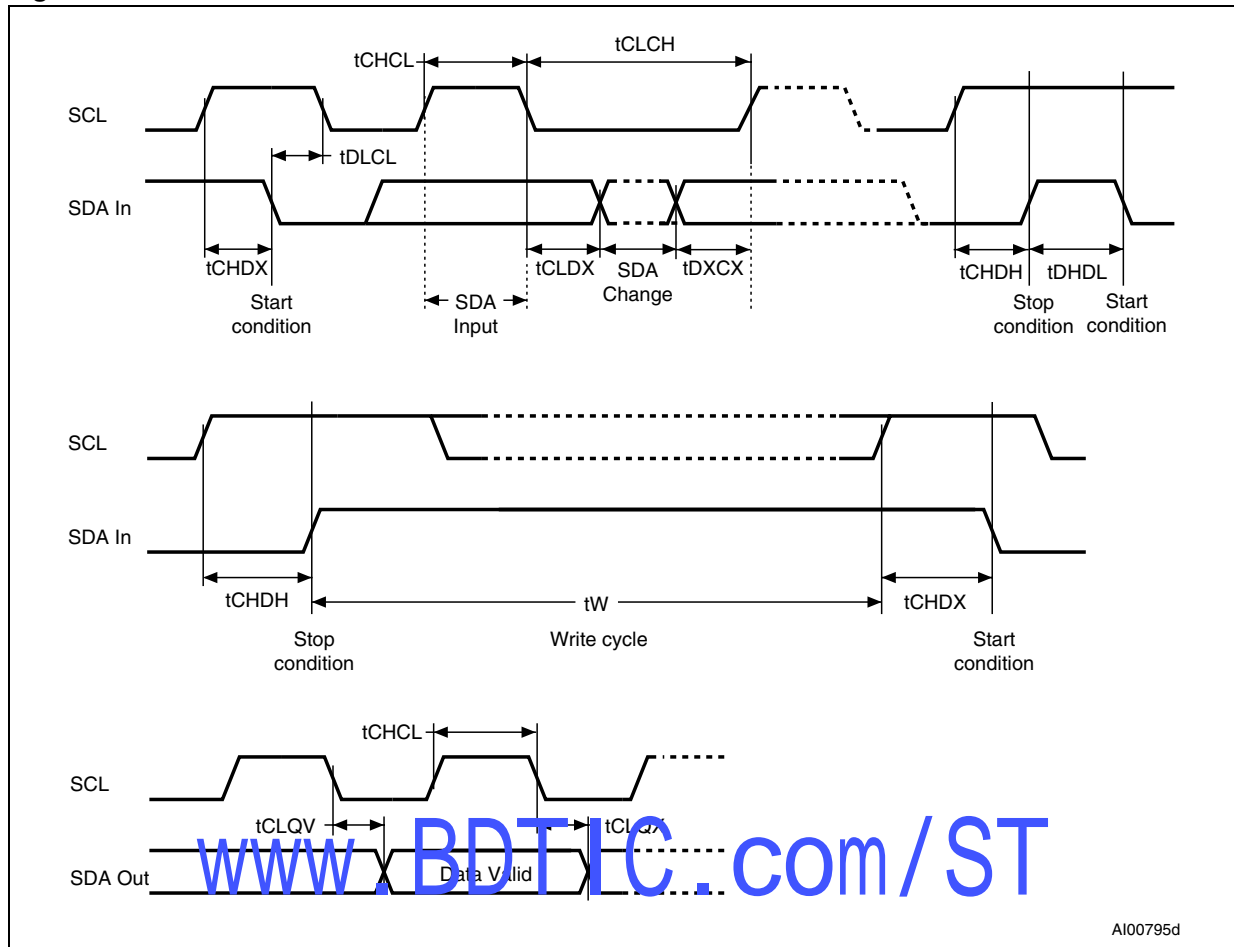 tCHCL
tCLCH
SCL
tDLCL
SDA In
tCHDX
tCLDX
SDA
Change
tDXCX
tCHDH
tDHDL
Start
condition
SDA
Input
Stop
condition
Start
condition
SCL
SDA In
tCHDH
tW
tCHDX
Stop
condition
Write cycle
Start
condition
tCHCL
SCL
tCLQV
tCLQX
SDA Out
Data Valid
www.BDTIC.com/ST
AI00795d